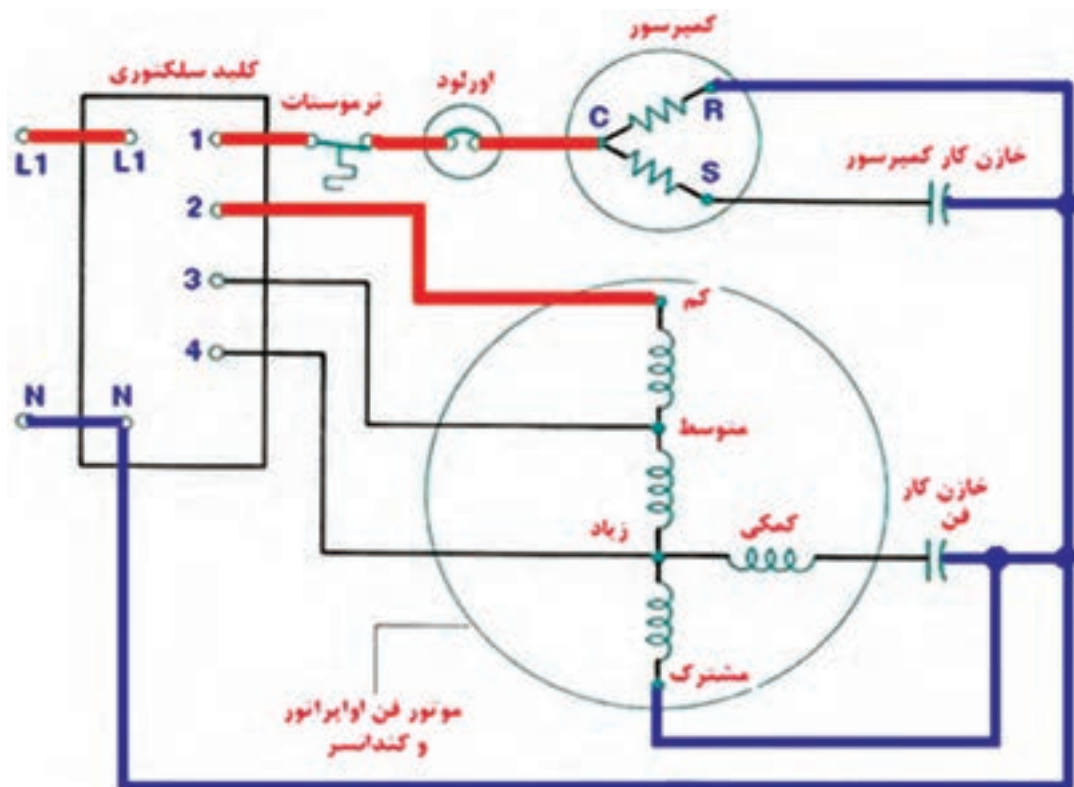 کمپرسور
کلید سلکتوری
اورلود
ترموستات
L1
L1
1
C
R
S
خازن کار کمپرسور
2
3
کم
4
N
N
متوسط
خازن کار
فن
زیاد
کمکی
مشترک
موتور فن اواپراتور
و کندانسر